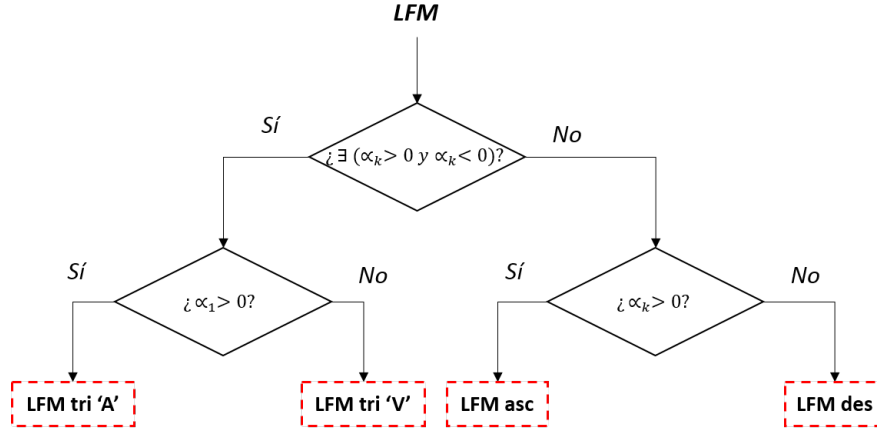 LFM
Sí
No
¿∃ (∝ₖ> 0 y ∝ₖ< 0)?
Sí
No
Sí
No
¿∝₁> 0?
¿∝ₖ> 0?
LFM tri ‘A’
LFM tri ‘V’
LFM asc
LFM des